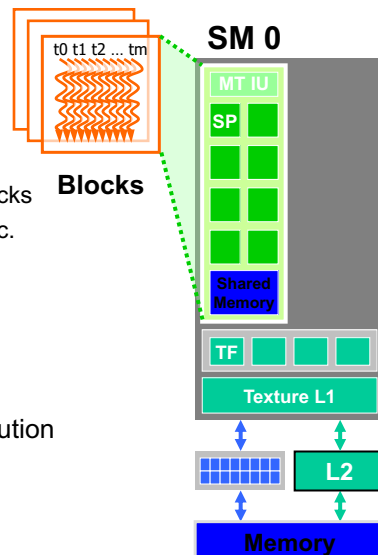 SM 0
t0 t1 t2 ... tm
MT IU
SP
Blocks
cks
c.
Shared
Memory
TF
Texture L1
ution
L2
Memory